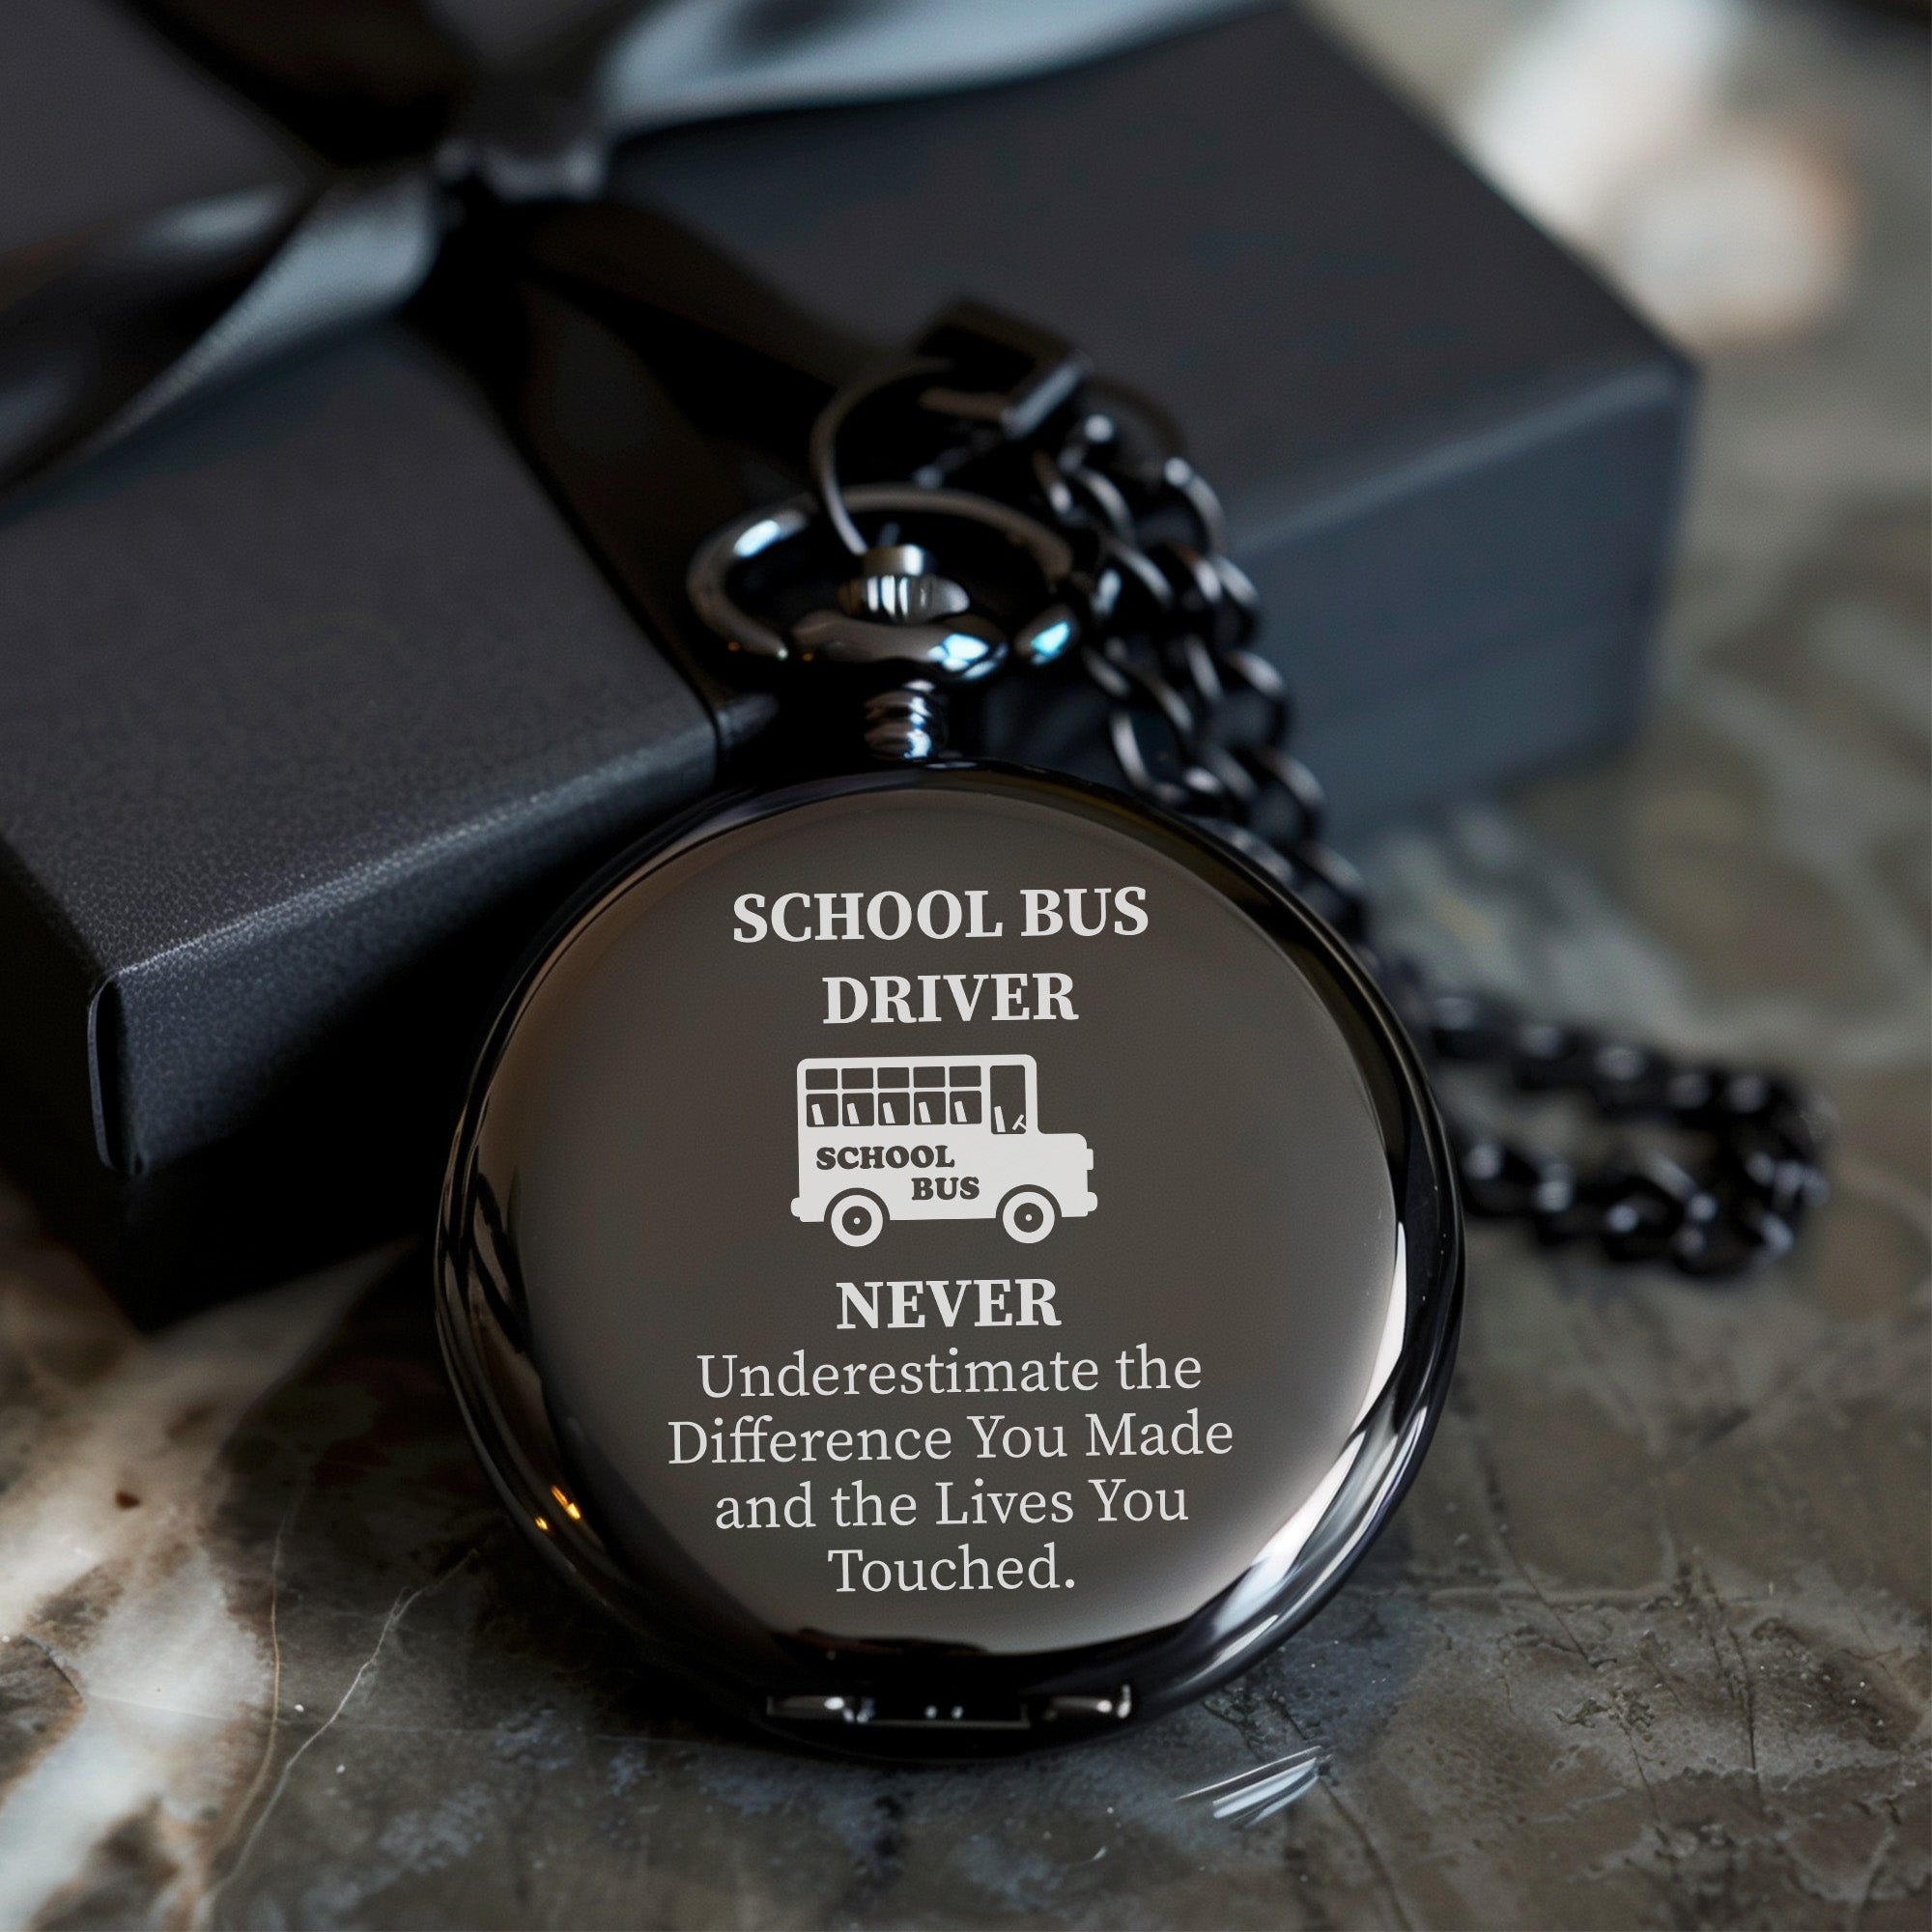 SCHOOL BUS
DRIVER
SCHOOL
BUS
NEVER
Underestimate the
Difference You Made
and the Lives You
Touched.